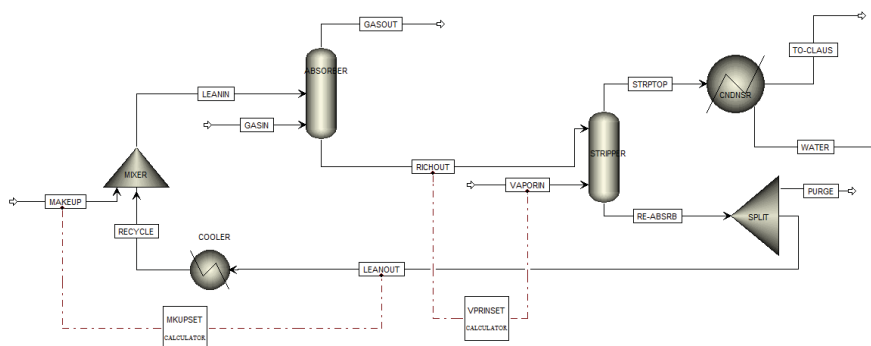 GASOUT
TO-CLAUS
ABSORBER
STRPTOP
CNDNSR
LEANIN
GASIN
WATER
STRIPPER
RICHOUT
MIXER
VAPORIN
PURGE
MAKEUP
RE-ABSRB
SPLIT
RECYCLE
COOLER
LEANOUT
MKUPSET
CALCULATOR
VPRINSET
CALCULATOR